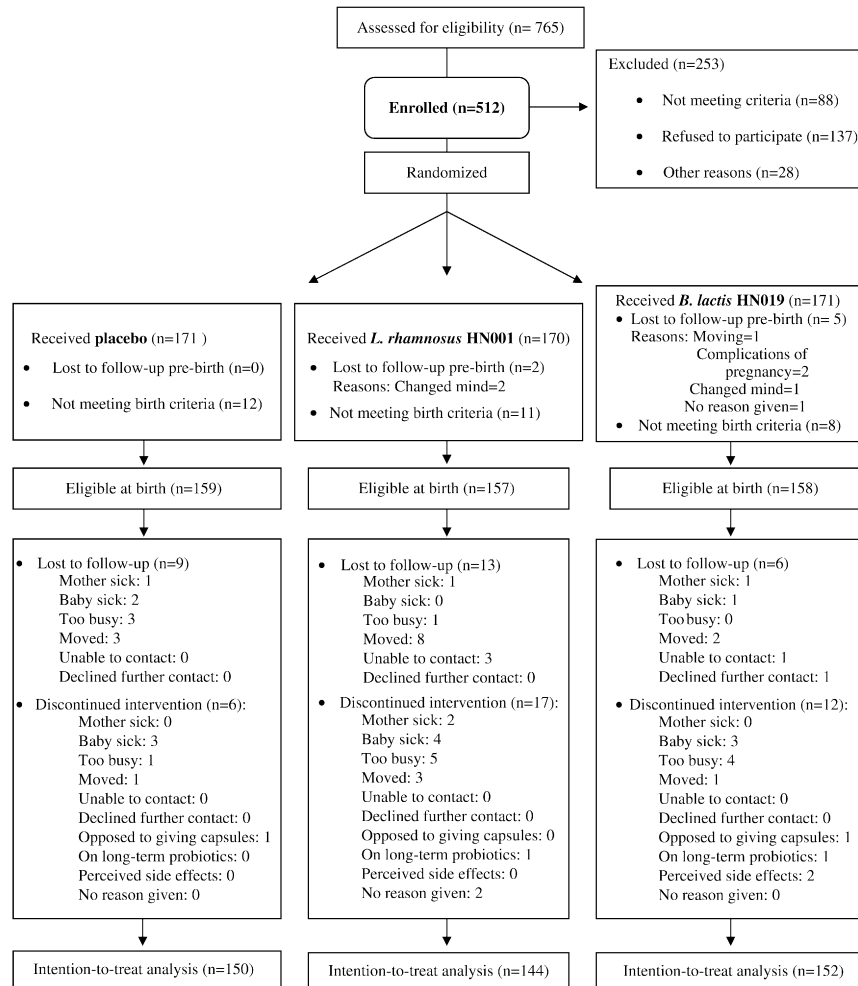 Assessed for eligibility (n= 765)
Excluded (n=253)
• Not meeting criteria (n=88)
• Refused to participate (n=137)
• Other reasons (n=28)
Enrolled (n=512)
Randomized
Received placebo (n=171 )
• Lost to follow-up pre-birth (n=0)
• Not meeting birth criteria (n=12)
Received L. rhamnosus HN001 (n=170)
• Lost to follow-up pre-birth (n=2)
Reasons: Changed mind=2
• Not meeting birth criteria (n=11)
Received B. lactis HN019 (n=171)
• Lost to follow-up pre-birth (n= 5)
Reasons: Moving=1
Complications of
pregnancy=2
Changed mind=1
No reason given=1
• Not meeting birth criteria (n=8)
Eligible at birth (n=159)
Eligible at birth (n=157)
Eligible at birth (n=158)
• Lost to follow-up (n=9)
Mother sick: 1
Baby sick: 2
Too busy: 3
Moved: 3
Unable to contact: 0
Declined further contact: 0
• Discontinued intervention (n=6):
Mother sick: 0
Baby sick: 3
Too busy: 1
Moved: 1
Unable to contact: 0
Declined further contact: 0
Opposed to giving capsules: 1
On long-term probiotics: 0
Perceived side effects: 0
No reason given: 0
• Lost to follow-up (n=13)
Mother sick: 1
Baby sick: 0
Too busy: 1
Moved: 8
Unable to contact: 3
Declined further contact: 0
• Discontinued intervention (n=17):
Mother sick: 2
Baby sick: 4
Too busy: 5
Moved: 3
Unable to contact: 0
Declined further contact: 0
Opposed to giving capsules: 0
On long-term probiotics: 1
Perceived side effects: 0
No reason given: 2
• Lost to follow-up (n=6)
Mother sick: 1
Baby sick: 1
Too busy: 0
Moved: 2
Unable to contact: 1
Declined further contact: 1
• Discontinued intervention (n=12):
Mother sick: 0
Baby sick: 3
Too busy: 4
Moved: 1
Unable to contact: 0
Declined further contact: 0
Opposed to giving capsules: 1
On long-term probiotics: 1
Perceived side effects: 2
No reason given: 0
Intention-to-treat analysis (n=150)
Intention-to-treat analysis (n=144)
Intention-to-treat analysis (n=152)